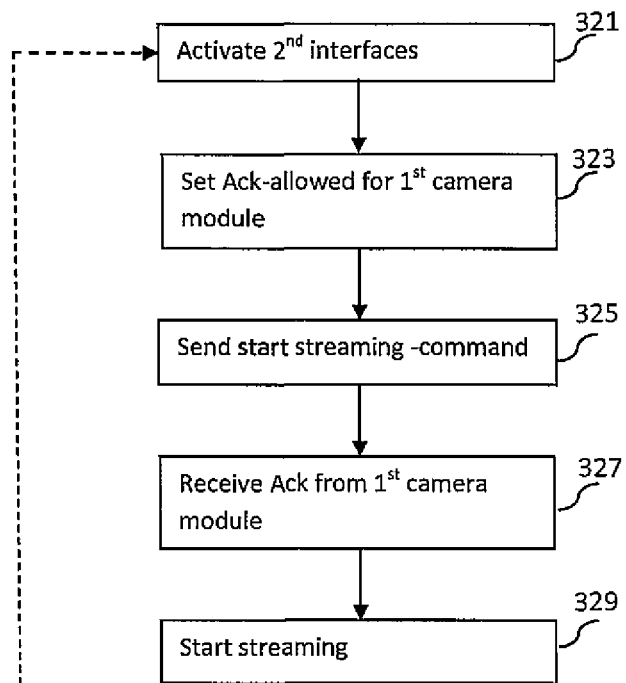 321
Activate 2nd interfaces
323
Set Ack-allowed for 1st camera
module
325
Send start streaming -command
327
Receive Ack from 1st camera
module
329
Start streaming